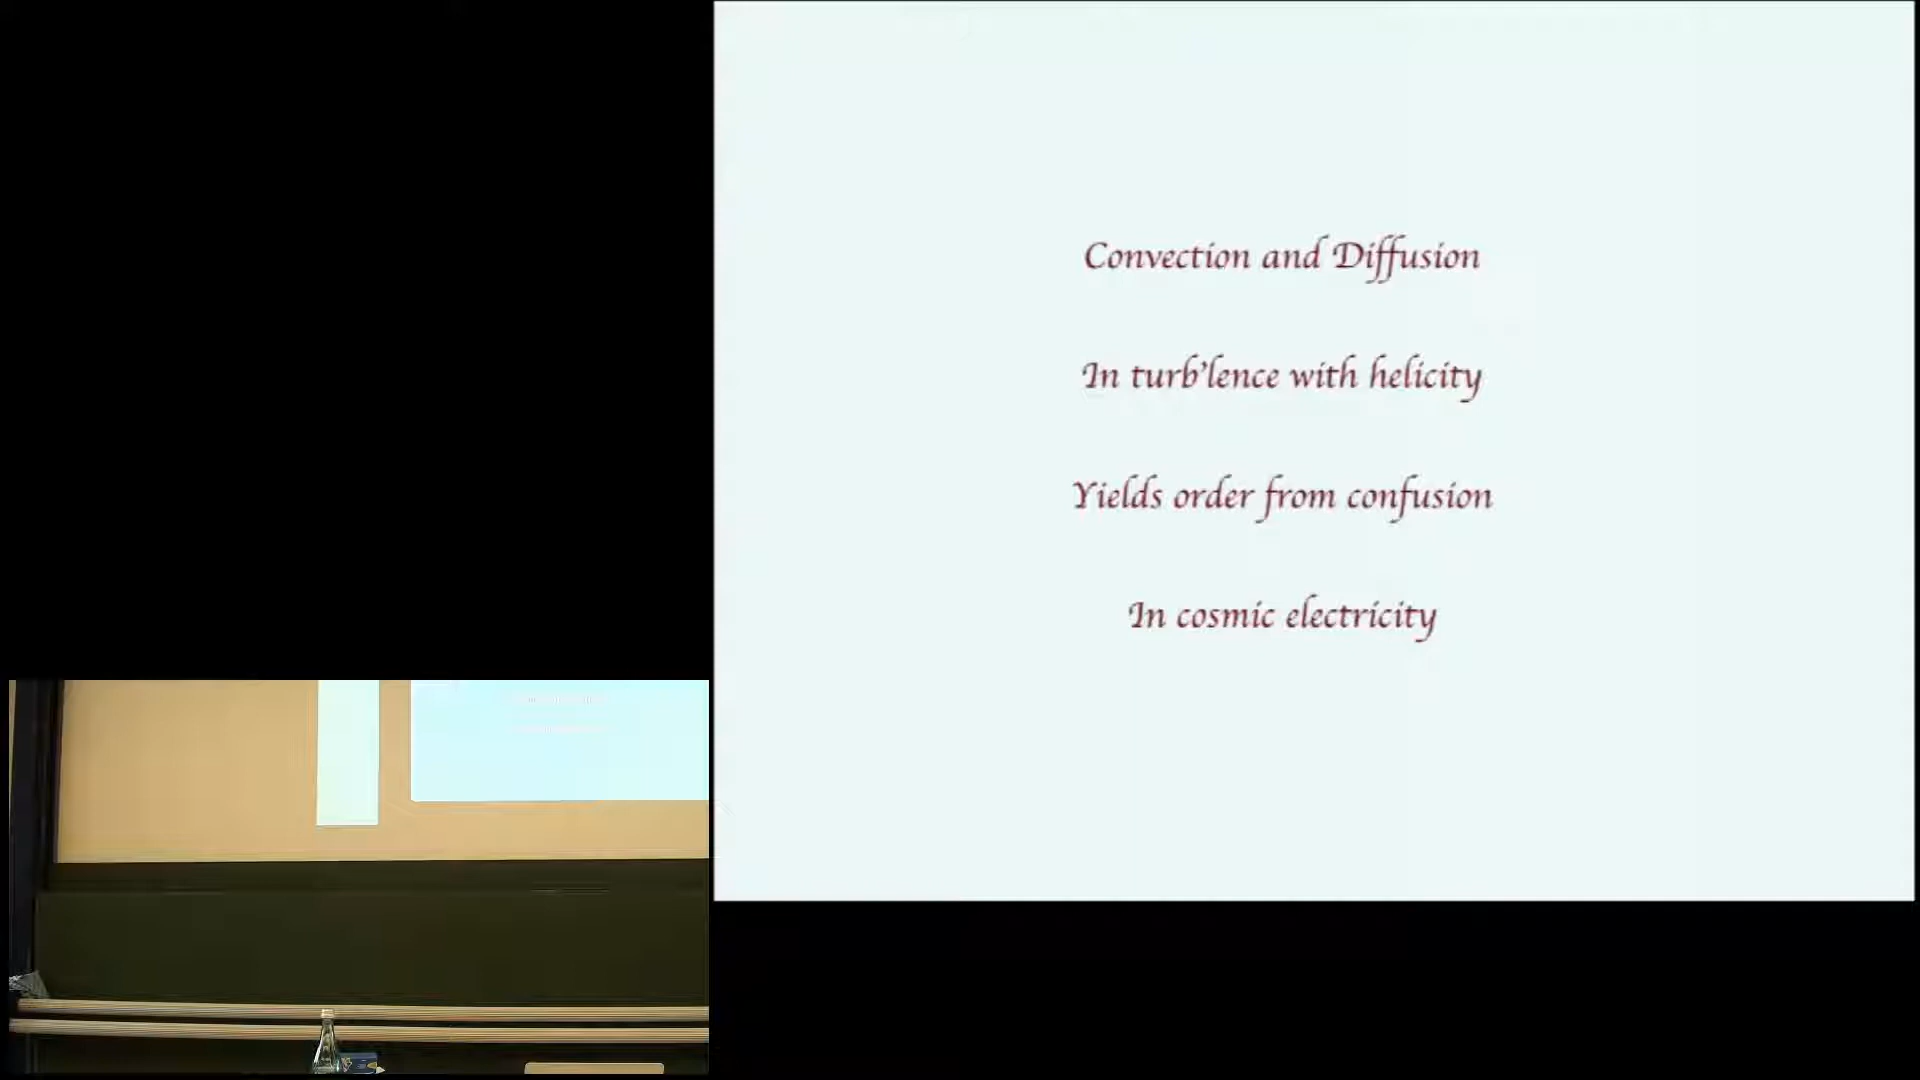 Convection and Diffusion
In turb'lence with helicity
Yields order from confusion
In cosmic electricity